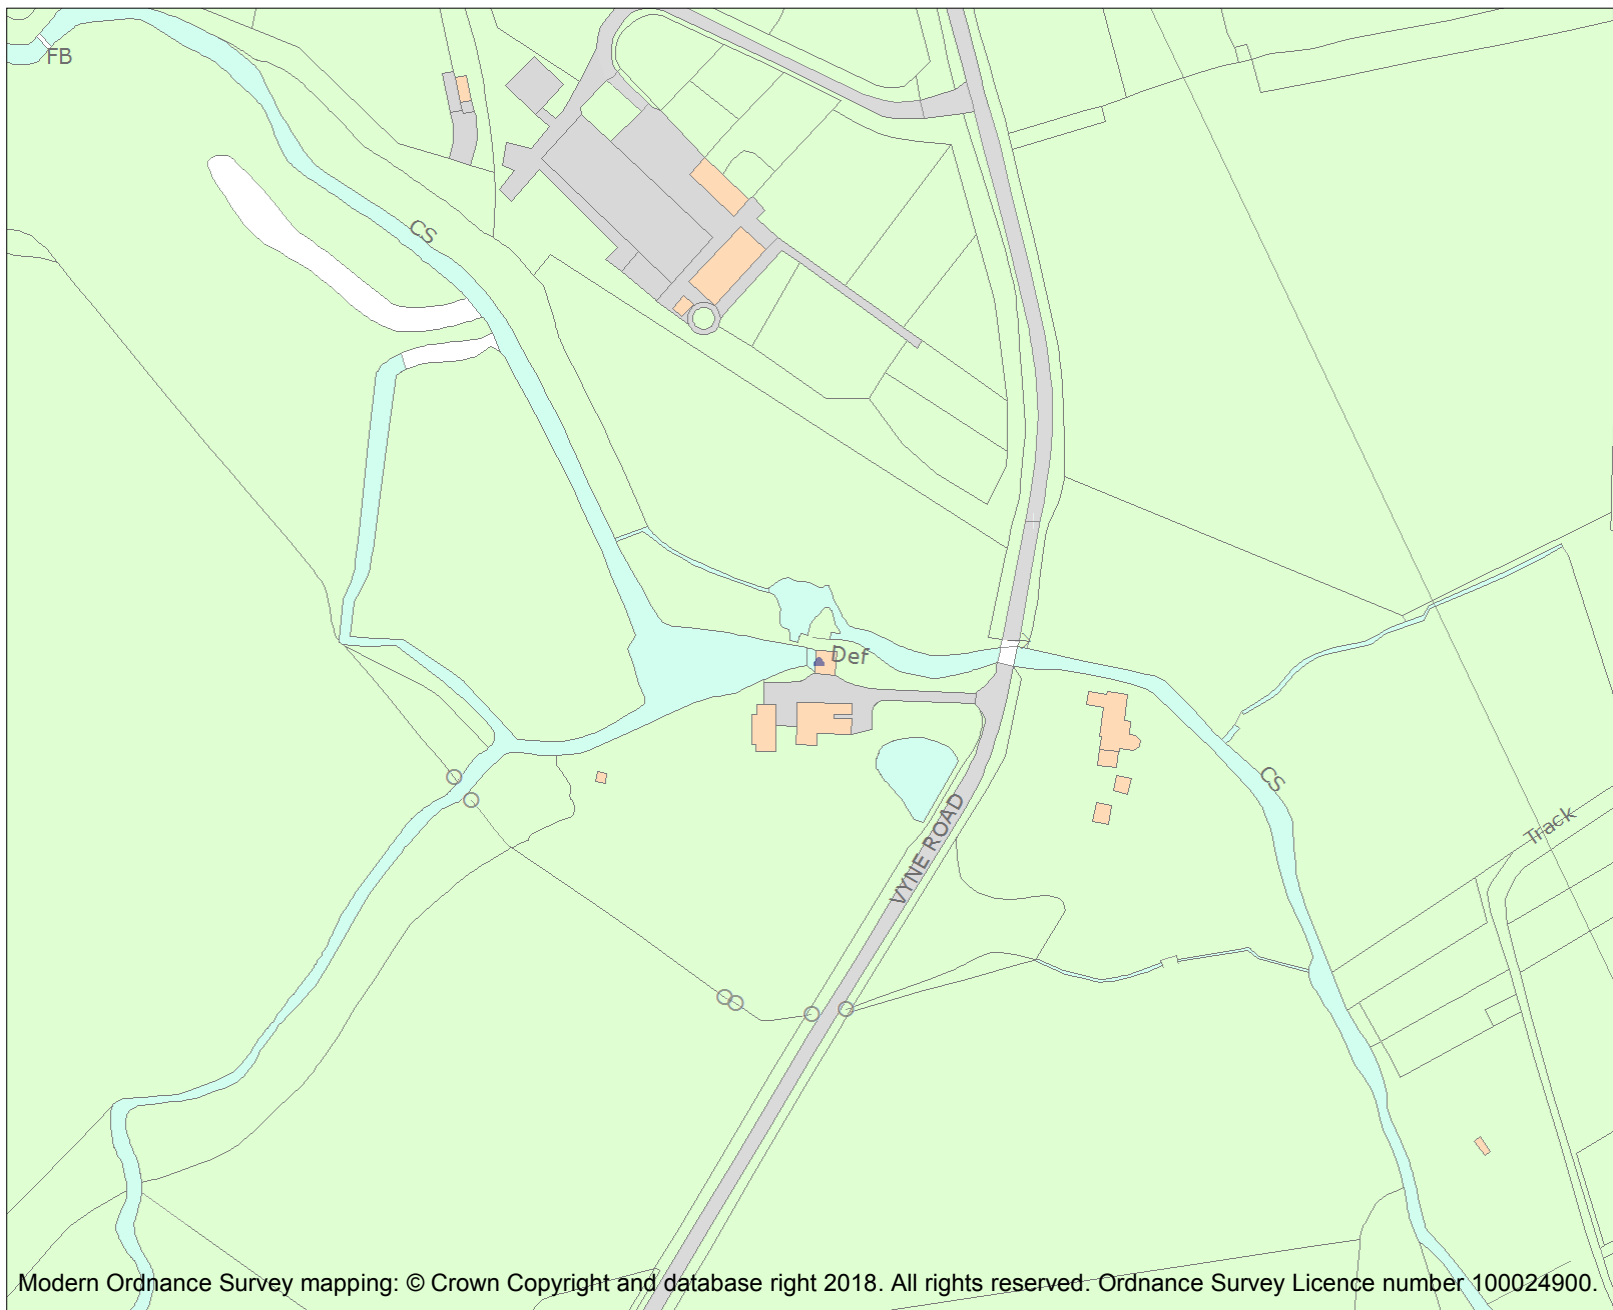 FB
CS
Def
CS
Track
VYNE ROAD
Modern Ordnance Survey mapping: © Crown Copyright and database right 2018. All rights reserved. Ordnance Survey Licence number 100024900.